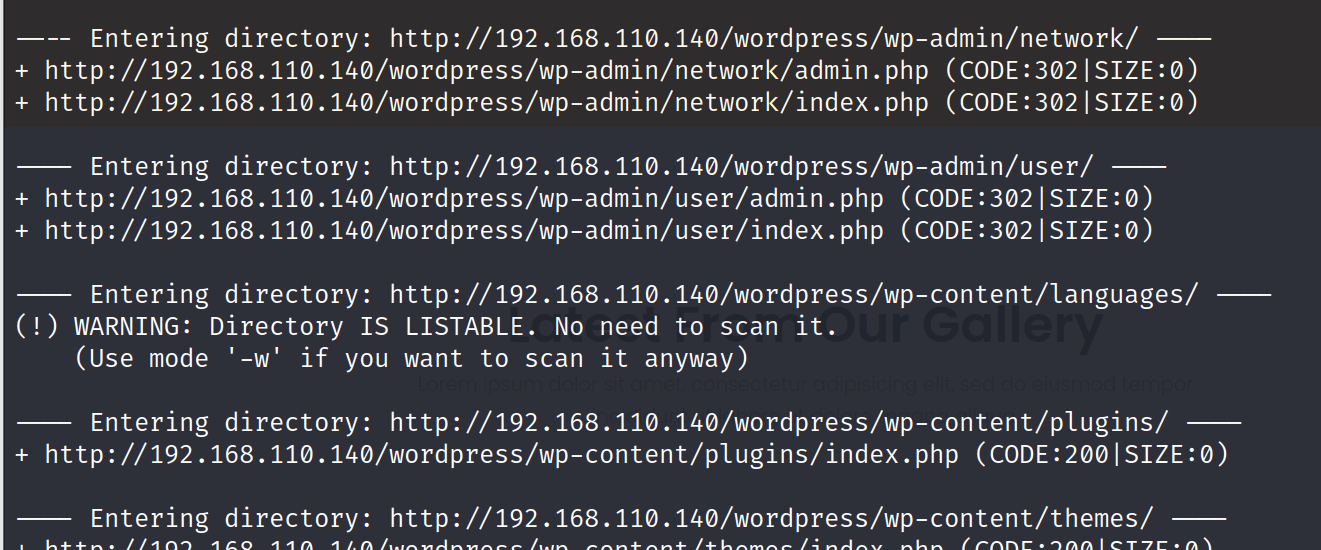 ---- Entering directory: http://192.168.110.140/wordpress/wp-admin/network/ ----
+ http://192.168.110.140/wordpress/wp-admin/network/admin.php (CODE:302|SIZE:0)
+ http://192.168.110.140/wordpress/wp-admin/network/index.php (CODE:302|SIZE:0)
---- Entering directory: http://192.168.110.140/wordpress/wp-admin/user/ ----
+ http://192.168.110.140/wordpress/wp-admin/user/admin.php (CODE:302|SIZE:0)
+ http://192.168.110.140/wordpress/wp-admin/user/index.php (CODE:302|SIZE:0)
---- Entering directory: http://192.168.110.140/wordpress/wp-content/languages/ ----
(!) WARNING: Directory IS LISTABLE. No need to scan it.
(Use mode '-w' if you want to scan it anyway)
Latest From Our Gallery
Lorem ipsum dolor sit amet, consectetur adipisicing elit, sed do eiusmod tempor
---- Entering directory: http://192.168.110.140/wordpress/wp-content/plugins/ ----
+ http://192.168.110.140/wordpress/wp-content/plugins/index.php (CODE:200|SIZE:0)
---- Entering directory: http://192.168.110.140/wordpress/wp-content/themes/ ----
+ http://192.168.110.140/wordpress/wp-content/themes/index.php (CODE:200|SIZE:0)